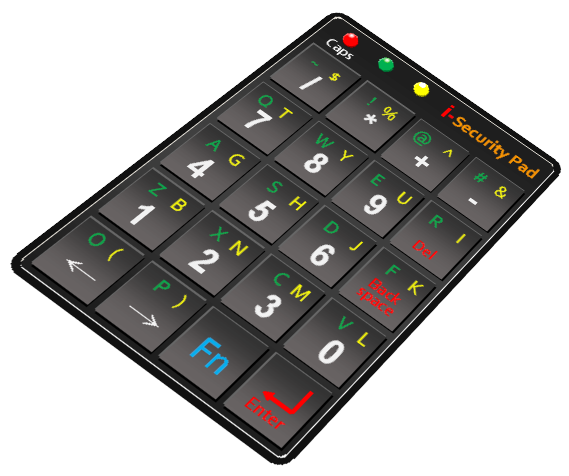 Caps
i-Security Pad
~ $ /
! % *
@ ^ +
# & -
Q T 7
W Y 8
E U 9
R I Del
A G 4
S H 5
D J 6
F K Back space
Z B 1
X N 2
C M 3
V L 0
O ( ←
P ) →
Fn
Enter